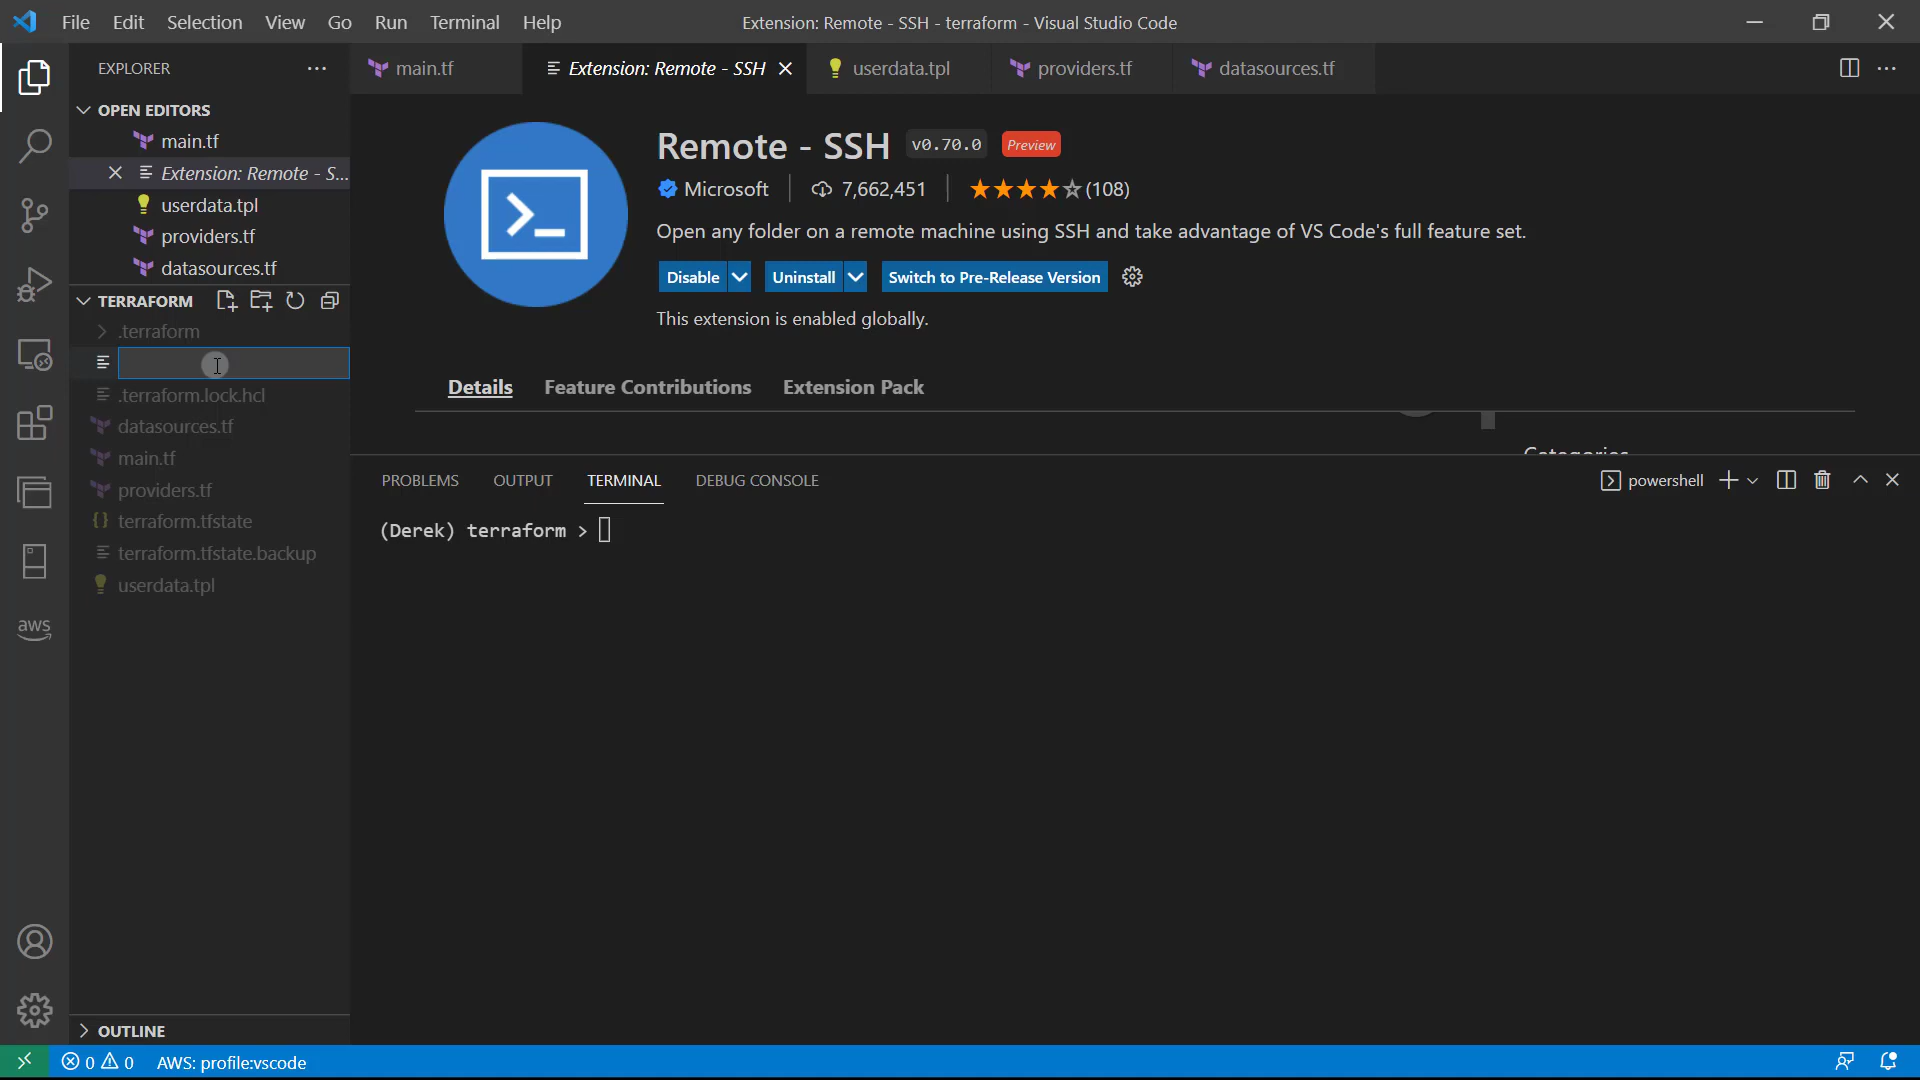 File Edit Selection View Go Run Terminal Help
Extension: Remote - SSH - terraform - Visual Studio Code
EXPLORER
main.tf
Extension: Remote - SSH
userdata.tpl
providers.tf
datasources.tf
OPEN EDITORS
main.tf
Extension: Remote - S...
userdata.tpl
providers.tf
datasources.tf
TERRAFORM
.terraform
.terraform.lock.hcl
datasources.tf
main.tf
providers.tf
terraform.tfstate
terraform.tfstate.backup
userdata.tpl
aws
OUTLINE
Remote - SSH v0.70.0 Preview
Microsoft 7,662,451 (108)
Open any folder on a remote machine using SSH and take advantage of VS Code's full feature set.
Disable Uninstall Switch to Pre-Release Version
This extension is enabled globally.
Details Feature Contributions Extension Pack
Categories
PROBLEMS OUTPUT TERMINAL DEBUG CONSOLE
powershell
(Derek) terraform >
0 0 AWS: profile:vscode